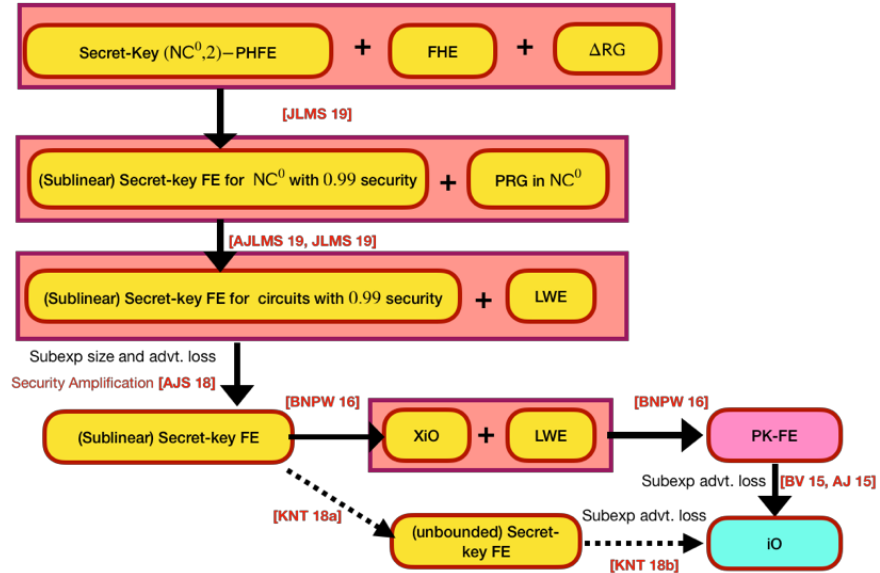 Secret-Key (NC⁰,2)−PHFE + FHE + ΔRG
[JLMS 19]
(Sublinear) Secret-key FE for NC⁰ with 0.99 security + PRG in NC⁰
[AJLMS 19, JLMS 19]
(Sublinear) Secret-key FE for circuits with 0.99 security + LWE
Subexp size and advt. loss
Security Amplification [AJS 18]
[BNPW 16]
[BNPW 16]
(Sublinear) Secret-key FE
XiO + LWE
PK-FE
Subexp advt. loss
[BV 15, AJ 15]
[KNT 18a]
(unbounded) Secret-
key FE
Subexp advt. loss
[KNT 18b]
iO